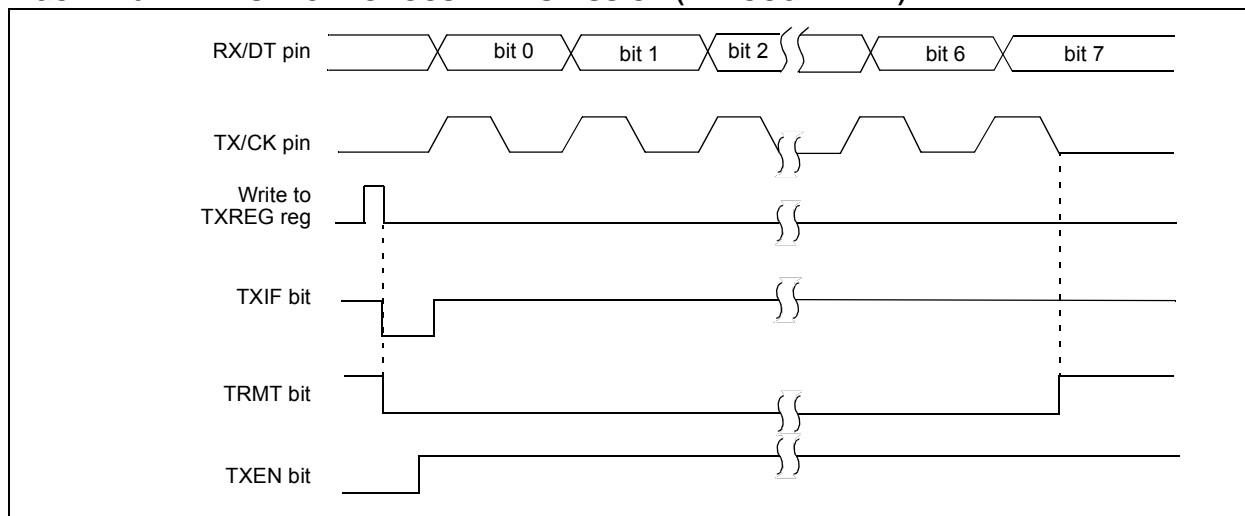 RX/DT pin
bit 0
bit 1
bit 2
bit 6
bit 7
TX/CK pin
Write to
TXREG reg
TXIF bit
TRMT bit
TXEN bit